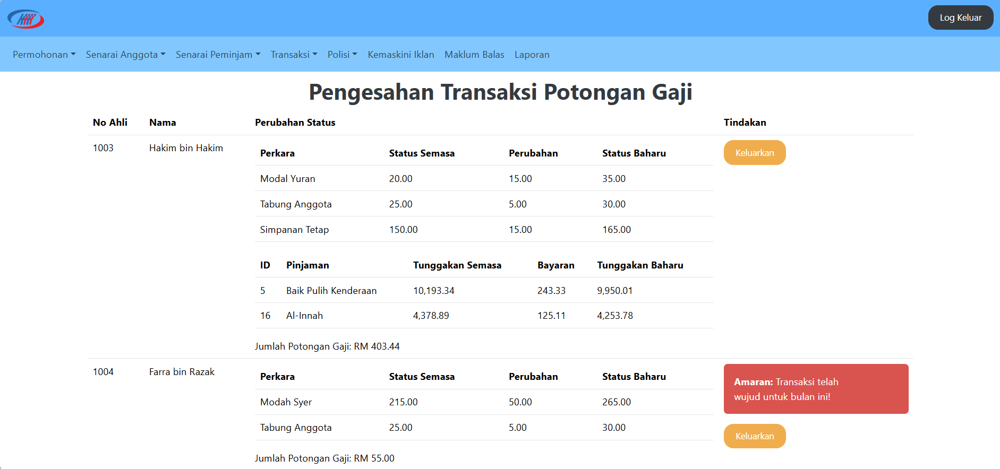 Log Keluar
Permohonan Senarai Anggota Senarai Peminjam Transaksi Polisi Kemaskini Iklan Maklum Balas Laporan
Pengesahan Transaksi Potongan Gaji
No Ahli Nama Perubahan Status Tindakan
1003 Hakim bin Hakim
Perkara Status Semasa Perubahan Status Baharu
Keluarkan
Modal Yuran 20.00 15.00 35.00
Tabung Anggota 25.00 5.00 30.00
Simpanan Tetap 150.00 15.00 165.00
ID Pinjaman Tunggakan Semasa Bayaran Tunggakan Baharu
5 Baik Pulih Kenderaan 10,193.34 243.33 9,950.01
16 Al-Innah 4,378.89 125.11 4,253.78
Jumlah Potongan Gaji: RM 403.44
1004 Farra bin Razak
Perkara Status Semasa Perubahan Status Baharu
Modah Syer 215.00 50.00 265.00
Tabung Anggota 25.00 5.00 30.00
Jumlah Potongan Gaji: RM 55.00
Amaran: Transaksi telah
wujud untuk bulan ini!
Keluarkan